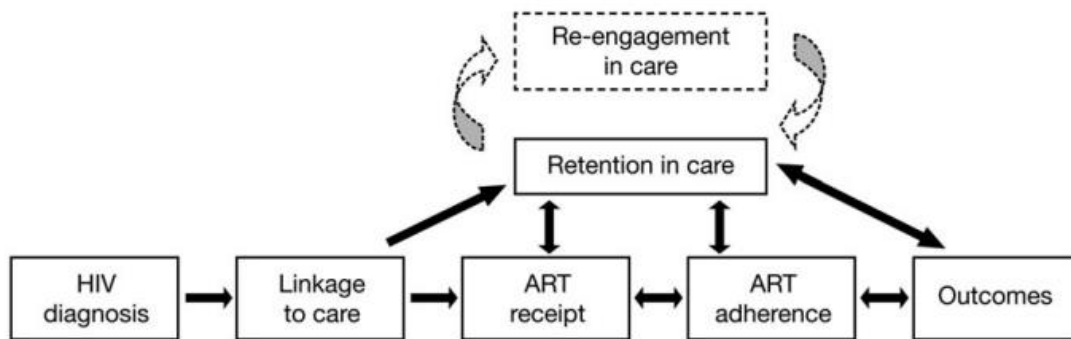 Re-engagement
in care
Retention in care
HIV
diagnosis
Linkage
to care
ART
receipt
ART
adherence
Outcomes